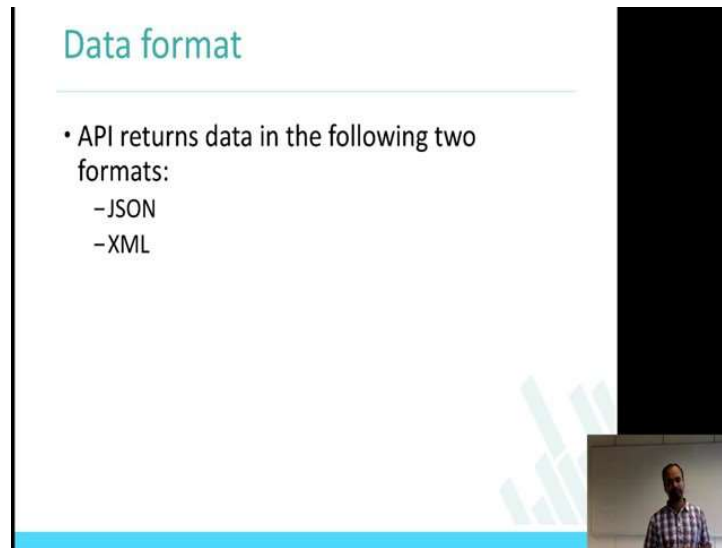 Data format
• API returns data in the following two
formats:
–JSON
–XML